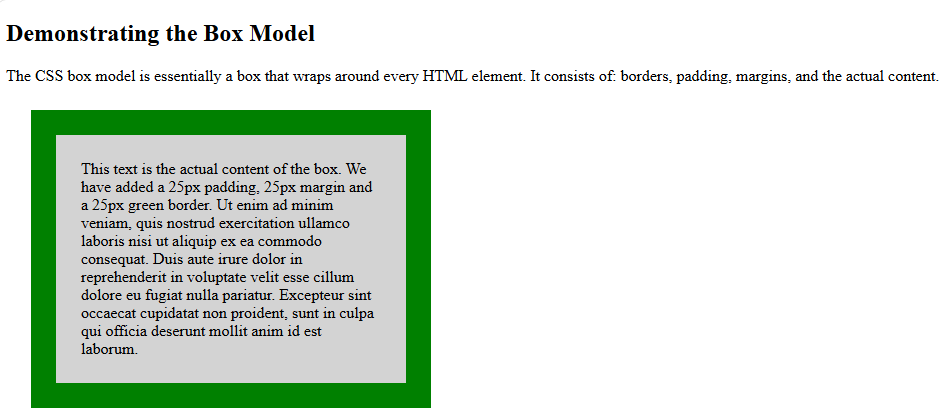 Demonstrating the Box Model
The CSS box model is essentially a box that wraps around every HTML element. It consists of: borders, padding, margins, and the actual content.
This text is the actual content of the box. We
have added a 25px padding, 25px margin and
a 25px green border. Ut enim ad minim
veniam, quis nostrud exercitation ullamco
laboris nisi ut aliquip ex ea commodo
consequat. Duis aute irure dolor in
reprehenderit in voluptate velit esse cillum
dolore eu fugiat nulla pariatur. Excepteur sint
occaecat cupidatat non proident, sunt in culpa
qui officia deserunt mollit anim id est
laborum.